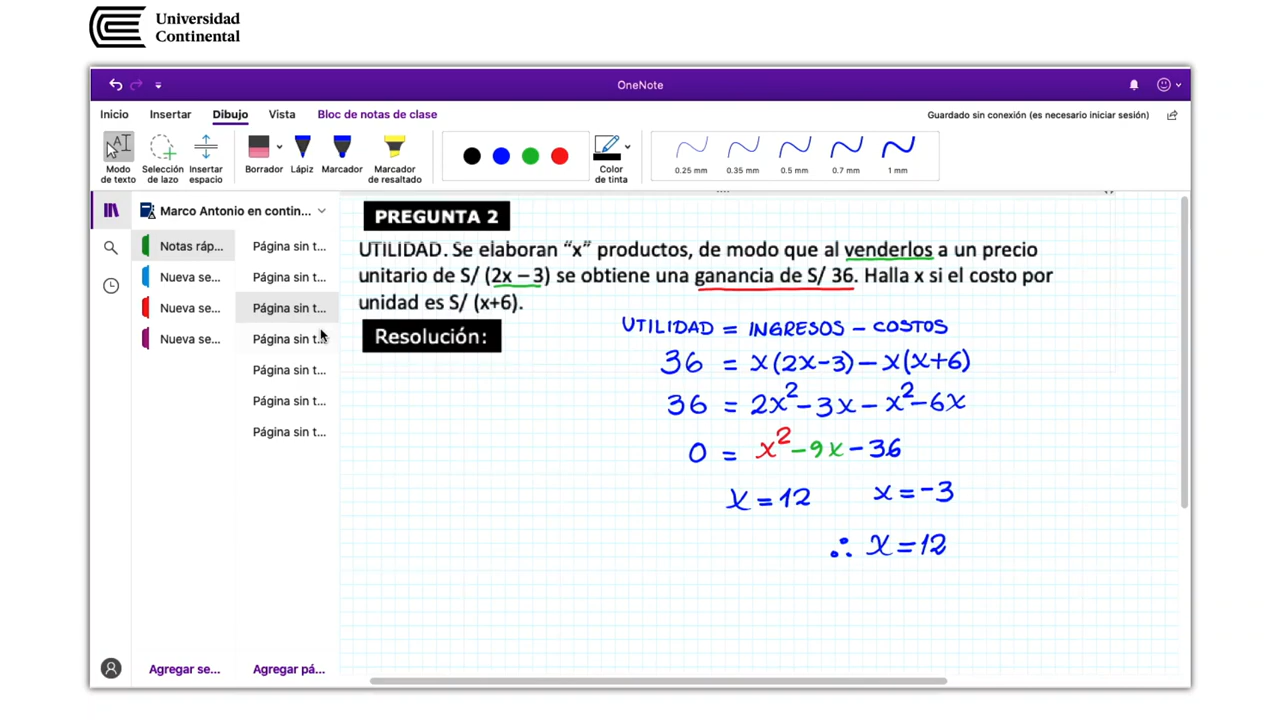 Universidad
Continental
OneNote
Inicio Insertar Dibujo Vista Bloc de notas de clase Guardado sin conexión (es necesario iniciar sesión)
Modo de texto Selección de lazo Insertar espacio Borrador Lápiz Marcador Marcador de resaltado Color de tinta 0.25 mm 0.35 mm 0.5 mm 0.7 mm 1 mm
Marco Antonio en contin...
Notas ráp... Página sin t...
Nueva se... Página sin t...
Nueva se... Página sin t...
Nueva se... Página sin t...
Página sin t...
Página sin t...
Página sin t...
Agregar se... Agregar pá...
PREGUNTA 2
UTILIDAD. Se elaboran “x” productos, de modo que al venderlos a un precio
unitario de S/ (2x – 3) se obtiene una ganancia de S/ 36. Halla x si el costo por
unidad es S/ (x+6).
Resolución:
UTILIDAD = INGRESOS - COSTOS
36 = x(2x-3) - x(x+6)
36 = 2x² - 3x - x² - 6x
0 = x² - 9x - 36
x = 12 x = -3
∴ x = 12